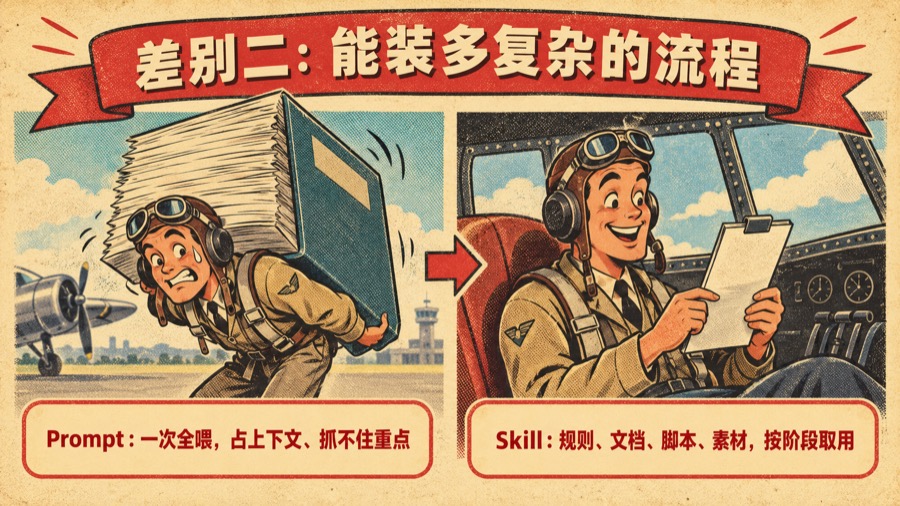 差别二：能装多复杂的流程
Prompt：一次全喂，占上下文、抓不住重点
Skill：规则、文档、脚本、素材，按阶段取用